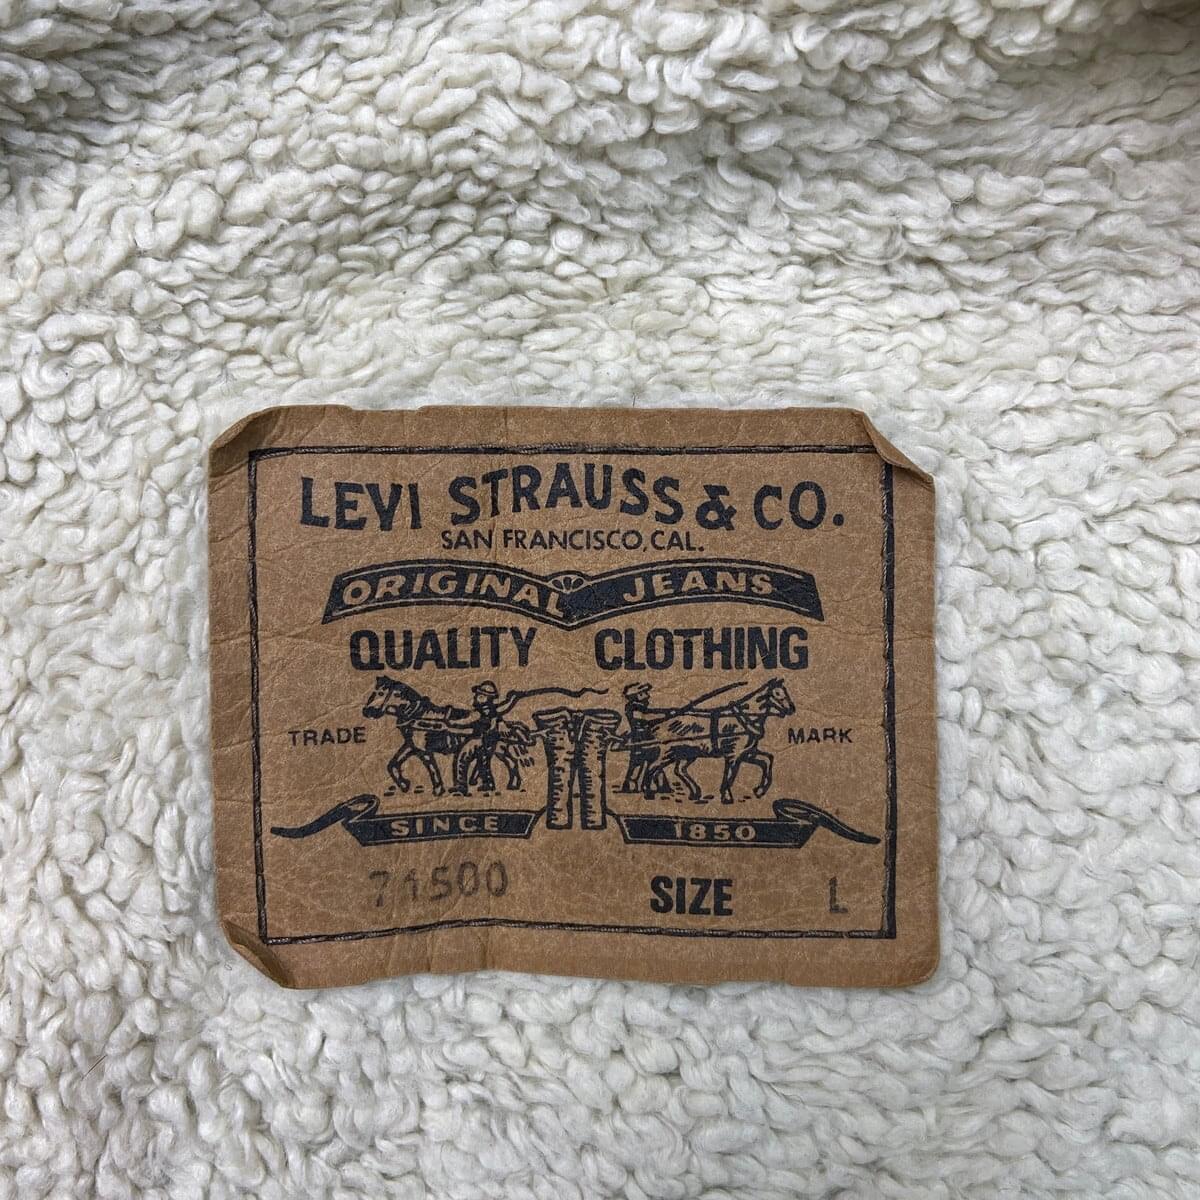 LEVI STRAUSS & CO.
SAN FRANCISCO, CAL.
ORIGINAL JEANS
QUALITY CLOTHING
TRADE MARK
SINCE 1850
71500 SIZE L